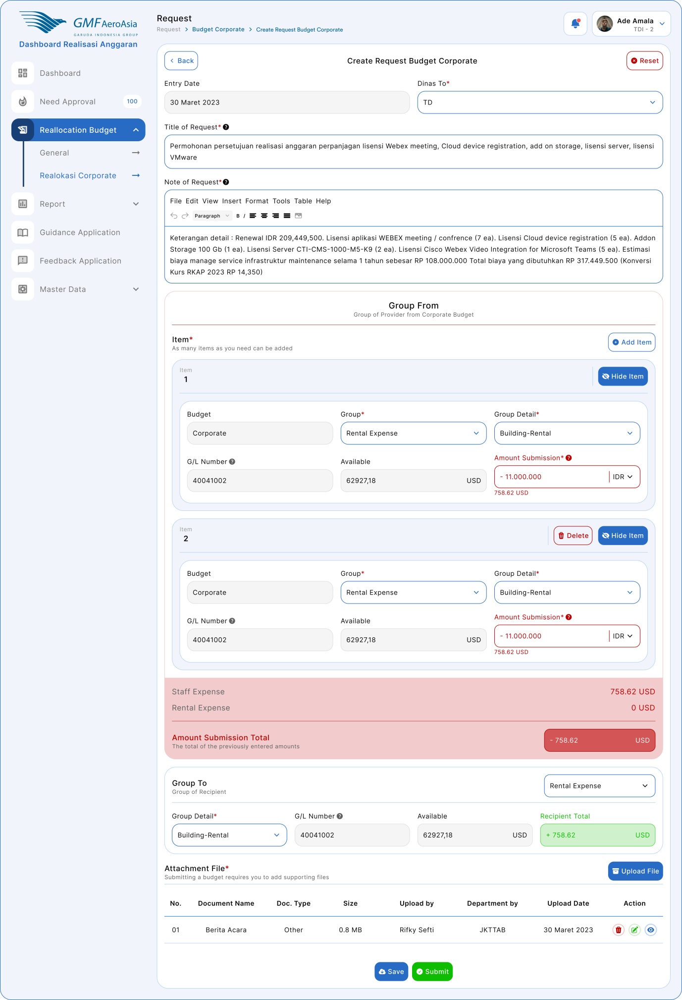 GMF AeroAsia
GARUDA INDONESIA GROUP
Dashboard Realisasi Anggaran
Dashboard
Need Approval
100
Reallocation Budget
General
Realokasi Corporate
Report
Guidance Application
Feedback Application
Master Data
Request
Request > Budget Corporate > Create Request Budget Corporate
Ade Amala
TDI - 2
Back
Create Request Budget Corporate
Reset
Entry Date
30 Maret 2023
Dinas To*
TD
Title of Request*
Permohonan persetujuan realisasi anggaran perpanjagan lisensi Webex meeting, Cloud device registration, add on storage, lisensi server, lisensi
VMware
Note of Request*
File Edit View Insert Format Tools Table Help
Paragraph B I
Keterangan detail : Renewal IDR 209,449,500. Lisensi aplikasi WEBEX meeting / confrence (7 ea). Lisensi Cloud device registration (5 ea). Addon
Storage 100 Gb (1 ea). Lisensi Server CTI-CMS-1000-M5-K9 (2 ea). Lisensi Cisco Webex Video Integration for Microsoft Teams (5 ea). Estimasi
biaya manage service infrastruktur maintenance selama 1 tahun sebesar RP 108.000.000 Total biaya yang dibutuhkan RP 317.449.500 (Konversi
Kurs RKAP 2023 RP 14,350)
Group From
Group of Provider from Corporate Budget
Item*
As many items as you need can be added
Add Item
Item
1
Hide Item
Budget
Corporate
Group*
Rental Expense
Group Detail*
Building-Rental
G/L Number
40041002
Available
62927,18 USD
Amount Submission*
- 11.000.000 IDR
758.62 USD
Item
2
Delete
Hide Item
Budget
Corporate
Group*
Rental Expense
Group Detail*
Building-Rental
G/L Number
40041002
Available
62927,18 USD
Amount Submission*
- 11.000.000 IDR
758.62 USD
Staff Expense 758.62 USD
Rental Expense 0 USD
Amount Submission Total
The total of the previously entered amounts
- 758.62 USD
Group To
Group of Recipient
Rental Expense
Group Detail*
Building-Rental
G/L Number
40041002
Available
62927,18 USD
Recipient Total
+ 758.62 USD
Attachment File*
Submitting a budget requires you to add supporting files
Upload File
No. Document Name Doc. Type Size Upload by Department by Upload Date Action
01 Berita Acara Other 0.8 MB Rifky Sefti JKTTAB 30 Maret 2023
Save
Submit